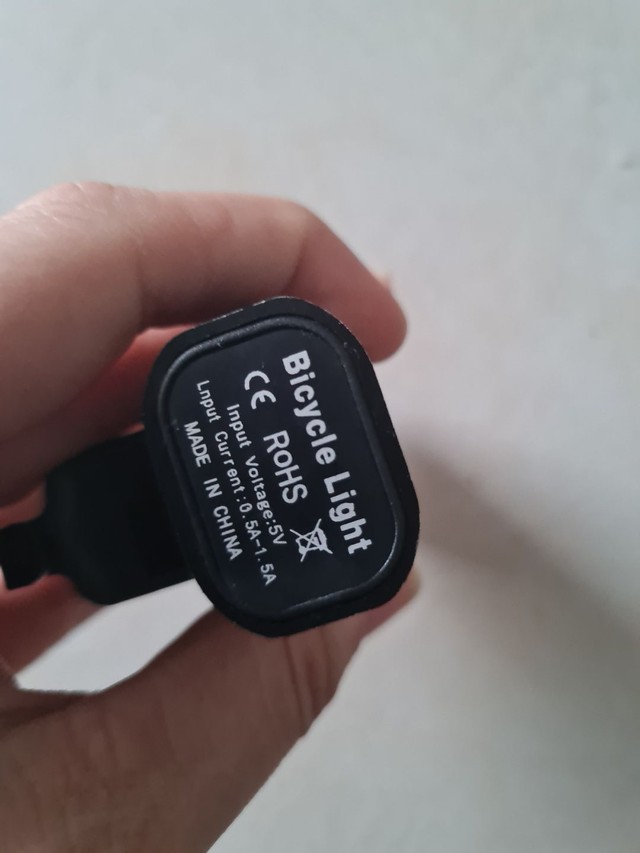 Bicycle Light
CE RoHS
Input Voltage:5V
Lnput Current:0.5A-1.5A
MADE IN CHINA